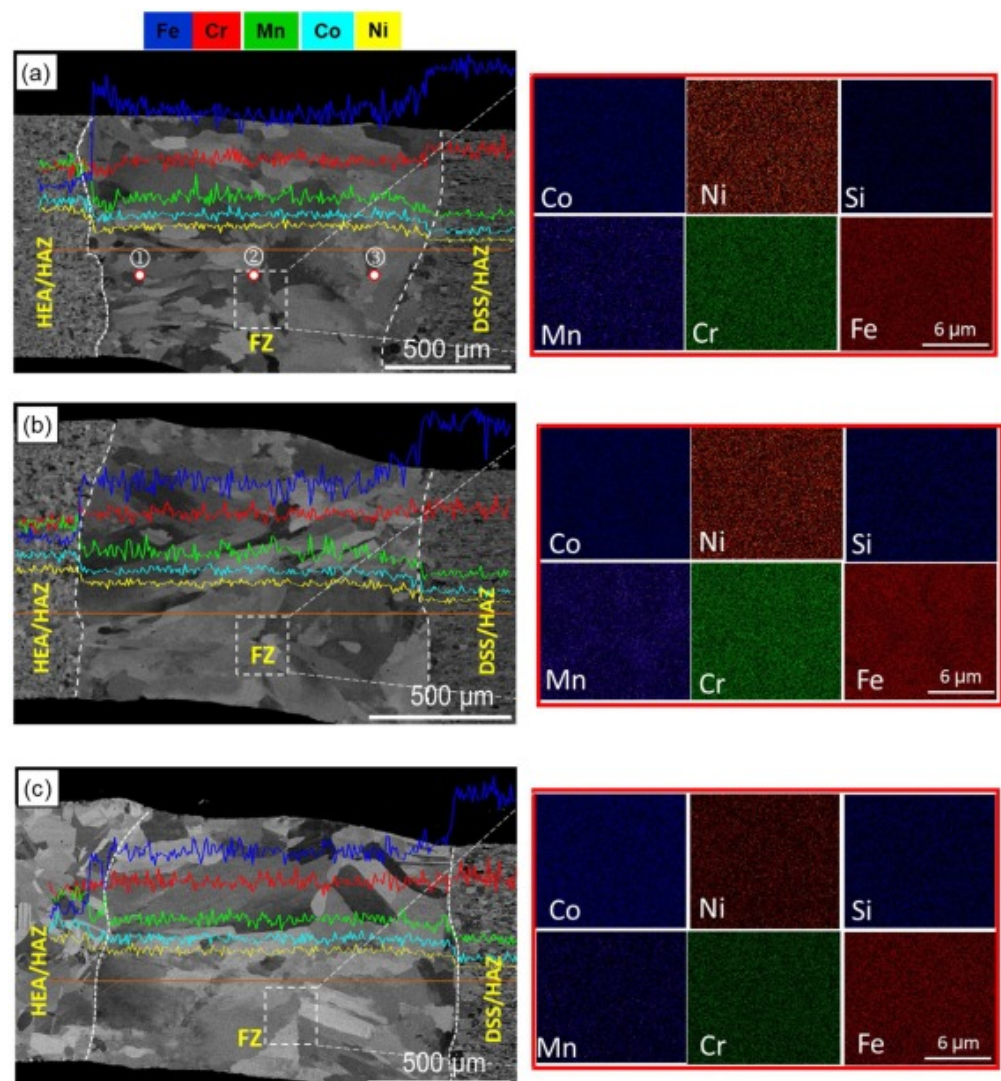 Fe Cr Mn Co Ni
(a)
① ② ③
HEA/HAZ
FZ
DSS/HAZ
500 µm
Co Ni Si
Mn Cr Fe
6 µm
(b)
HEA/HAZ
FZ
DSS/HAZ
500 µm
Co Ni Si
Mn Cr Fe
6 µm
(c)
HEA/HAZ
FZ
DSS/HAZ
500 µm
Co Ni Si
Mn Cr Fe
6 µm